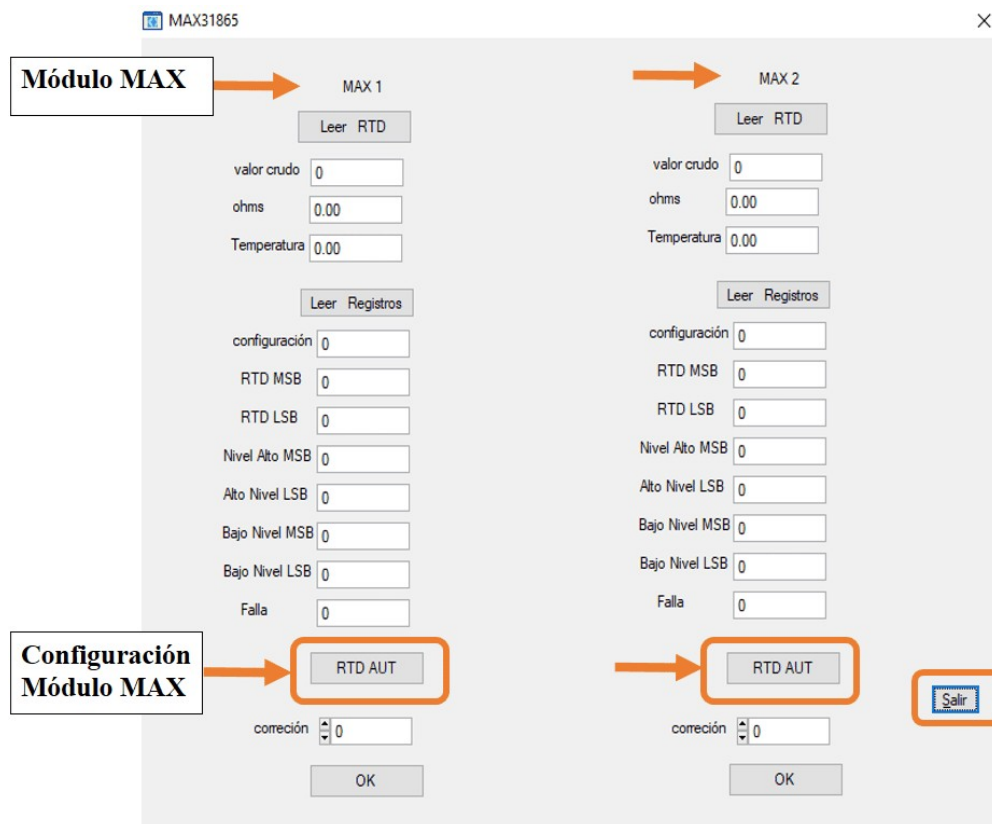 MAX31865
Módulo MAX
MAX 1
Leer RTD
valor crudo 0
ohms 0.00
Temperatura 0.00
Leer Registros
configuración 0
RTD MSB 0
RTD LSB 0
Nivel Alto MSB 0
Alto Nivel LSB 0
Bajo Nivel MSB 0
Bajo Nivel LSB 0
Falla 0
Configuración
Módulo MAX
RTD AUT
correción 0
OK
MAX 2
Leer RTD
valor crudo 0
ohms 0.00
Temperatura 0.00
Leer Registros
configuración 0
RTD MSB 0
RTD LSB 0
Nivel Alto MSB 0
Alto Nivel LSB 0
Bajo Nivel MSB 0
Bajo Nivel LSB 0
Falla 0
RTD AUT
correción 0
OK
Salir